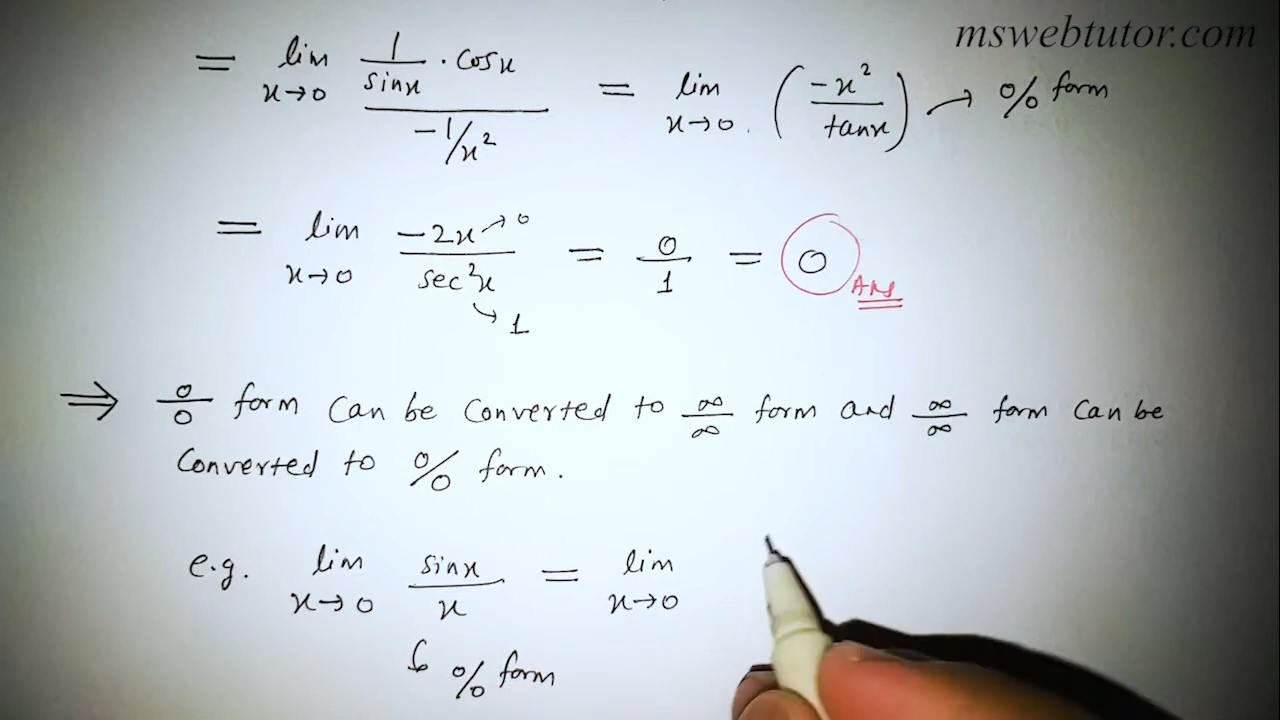 mswebtutor.com
= lim x→0 (1/sinx · cosx)/(-1/x²) = lim x→0. (-x²/tanx) → 0/0 form
= lim x→0 -2x→0/sec²x→1 = 0/1 = 0 Ans
⇒ 0/0 form can be converted to ∞/∞ form and ∞/∞ form can be
converted to 0/0 form.
e.g. lim x→0 sinx/x = lim x→0
0/0 form